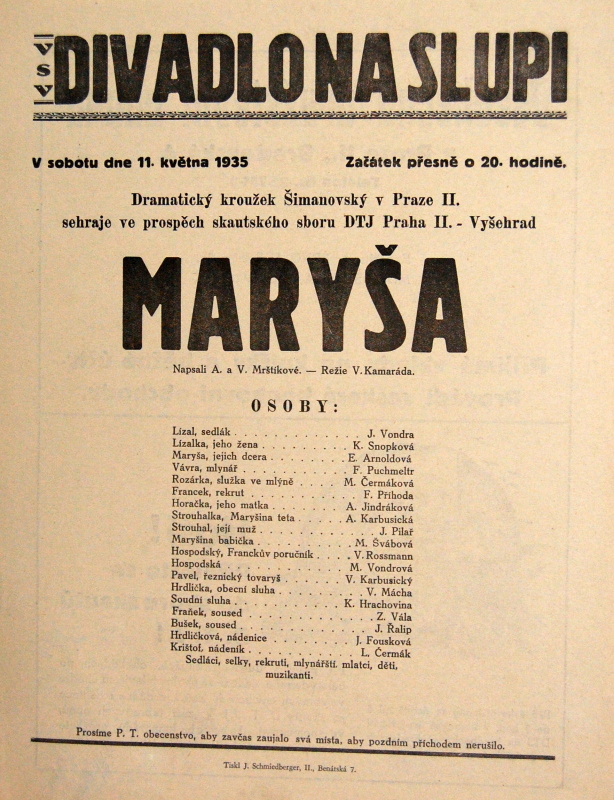 VSV
DIVADLO NA SLUPI
V sobotu dne 11. května 1935 Začátek přesně o 20. hodině.
Dramatický kroužek Šimanovský v Praze II.
sehraje ve prospěch skautského sboru DTJ Praha II. - Vyšehrad
MARYŠA
Napsali A. a V. Mrštíkové. — Režie V. Kamaráda.
OSOBY:
Lízal, sedlák . . . . . . . . . . . . . J. Vondra
Lízalka, jeho žena . . . . . . . . . K. Snopková
Maryša, jejich dcera . . . . . . . . E. Arnoldová
Vávra, mlynář . . . . . . . . . . . F. Puchmeltr
Rozárka, služka ve mlýně . . . . M. Čermáková
Francek, rekrut . . . . . . . . . . . F. Příhoda
Horačka, jeho matka . . . . . . . . A. Jindráková
Strouhalka, Maryšina teta . . . . . A. Karbusická
Strouhal, její muž . . . . . . . . . . . J. Pilař
Maryšina babička . . . . . . . . . . M. Švábová
Hospodský, Franckův poručník . . . . V. Rossmann
Hospodská . . . . . . . . . . . . M. Vondrová
Pavel, řeznický tovaryš . . . . . . V. Karbusický
Hrdlička, obecní sluha . . . . . . . . . V. Mácha
Soudní sluha . . . . . . . . . . . K. Hrachovina
Fraňek, soused . . . . . . . . . . . . . Z. Vála
Bušek, soused . . . . . . . . . . . . . J. Řalip
Hrdličková, nádenice . . . . . . . . J. Fousková
Krištof, nádeník . . . . . . . . . . . L. Čermák
Sedláci, selky, rekruti, mlynářští. mlatci, děti,
muzikanti.
Prosíme P. T. obecenstvo, aby zavčas zaujalo svá místa, aby pozdním příchodem nerušilo.
Tiskl J. Schmiedberger, II., Benátská 7.